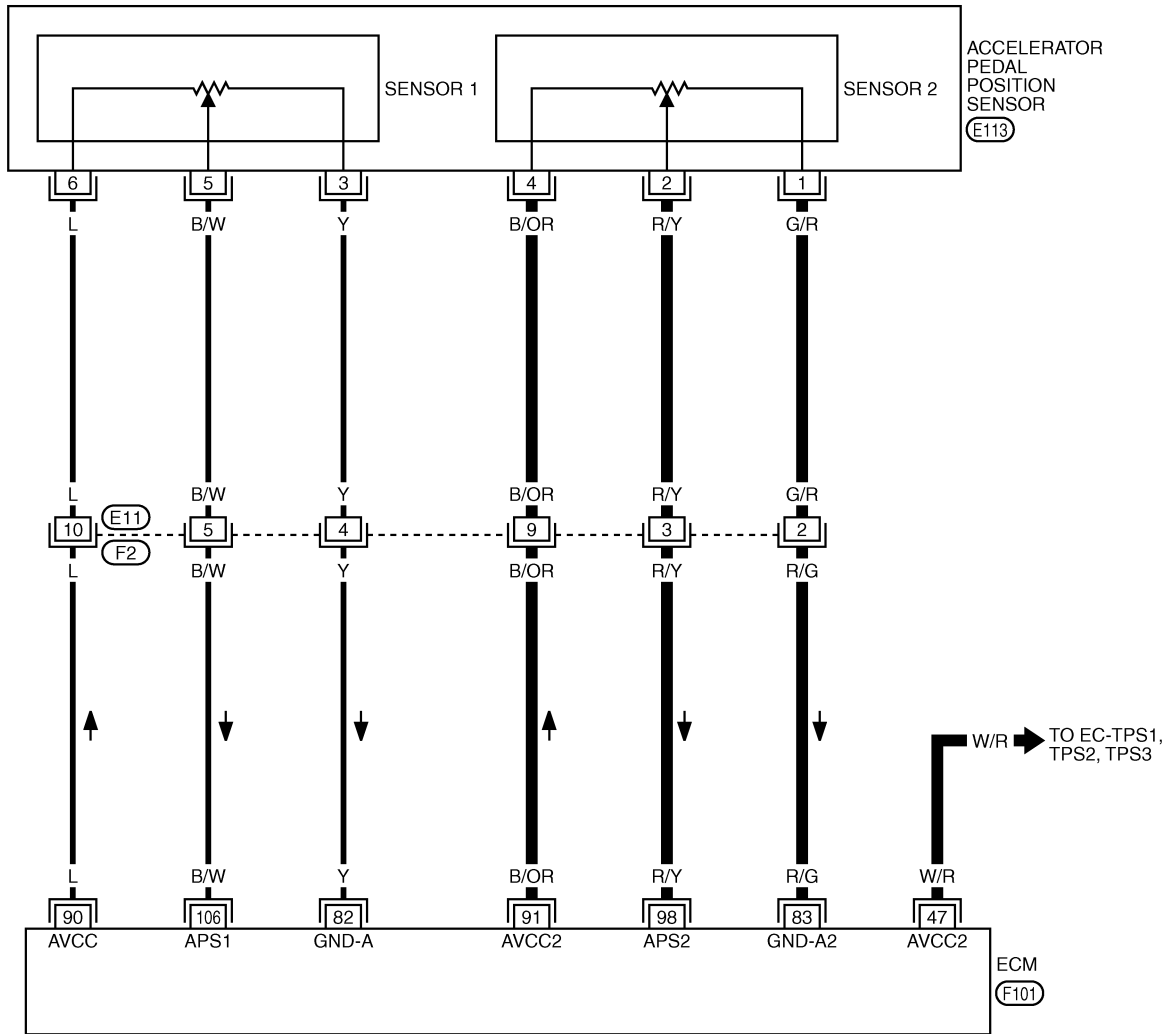 ACCELERATOR
PEDAL
POSITION
SENSOR
E113
SENSOR 1
SENSOR 2
6 5 3 4 2 1
L B/W Y B/OR R/Y G/R
L B/W Y B/OR R/Y G/R
E11
10 5 4 9 3 2
F2
L B/W Y B/OR R/Y R/G
W/R TO EC-TPS1,
TPS2, TPS3
L B/W Y B/OR R/Y R/G W/R
90 106 82 91 98 83 47
AVCC APS1 GND-A AVCC2 APS2 GND-A2 AVCC2
ECM
F101